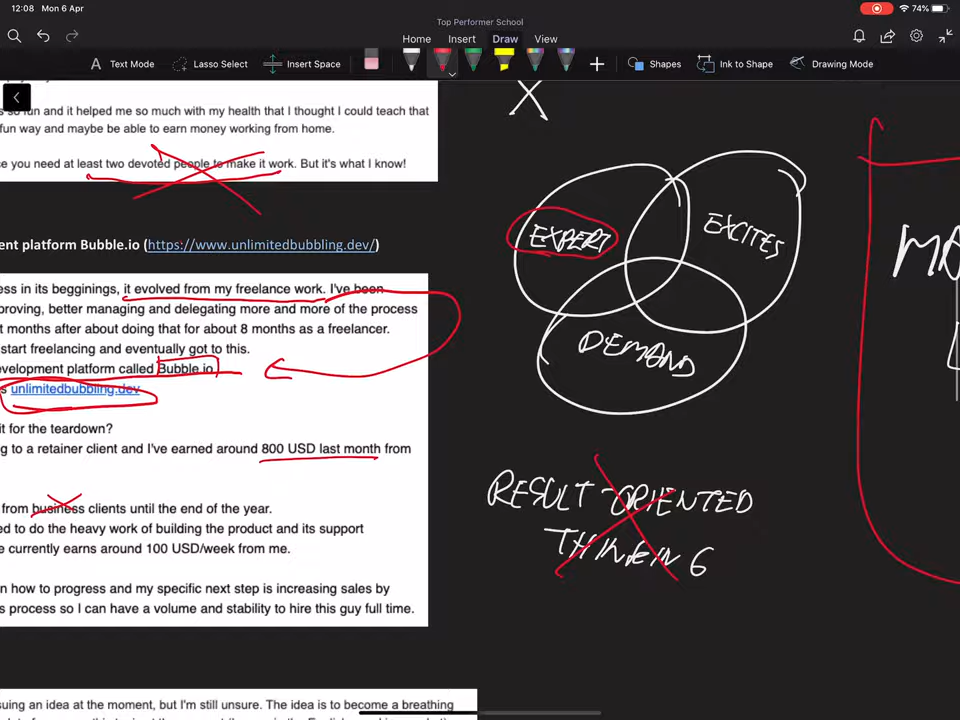 12:08 Mon 6 Apr
74%
Top Performer School
Home Insert Draw View
Text Mode Lasso Select Insert Space Shapes Ink to Shape Drawing Mode
s so fun and it helped me so much with my health that I thought I could teach that
fun way and maybe be able to earn money working from home.
ce you need at least two devoted people to make it work. But it's what I know!
ent platform Bubble.io (https://www.unlimitedbubbling.dev/)
ess in its begginings, it evolved from my freelance work. I've been
proving, better managing and delegating more and more of the process
t months after about doing that for about 8 months as a freelancer.
start freelancing and eventually got to this.
evelopment platform called Bubble.io
s unlimitedbubbling.dev
it for the teardown?
ng to a retainer client and I've earned around 800 USD last month from
from business clients until the end of the year.
ed to do the heavy work of building the product and its support
e currently earns around 100 USD/week from me.
n how to progress and my specific next step is increasing sales by
s process so I can have a volume and stability to hire this guy full time.
suing an idea at the moment, but I'm still unsure. The idea is to become a breathing
X
EXPERT
EXCITES
DEMAND
RESULT-ORIENTED
THINKING